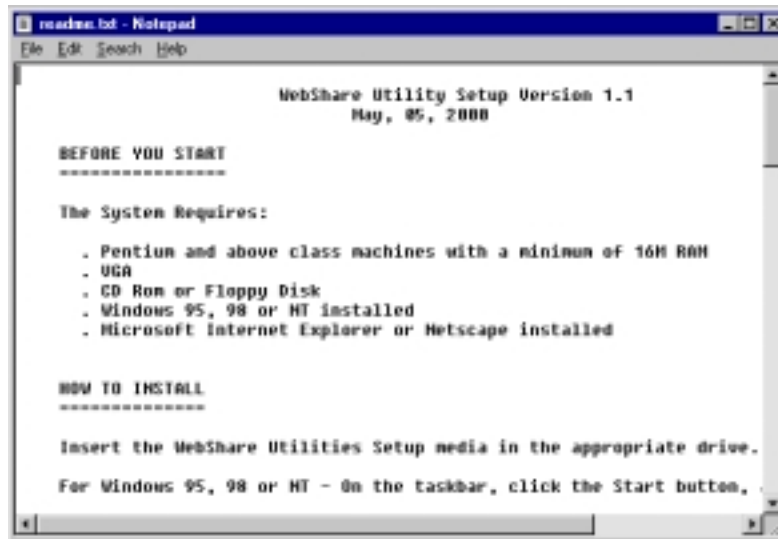 readme.txt - Notepad
File Edit Search Help
WebShare Utility Setup Version 1.1
May, 05, 2000
BEFORE YOU START
================
The System Requires:
. Pentium and above class machines with a minimum of 16M RAM
. VGA
. CD Rom or Floppy Disk
. Windows 95, 98 or NT installed
. Microsoft Internet Explorer or Netscape installed
HOW TO INSTALL
==============
Insert the WebShare Utilities Setup media in the appropriate drive.
For Windows 95, 98 or NT - On the taskbar, click the Start button,